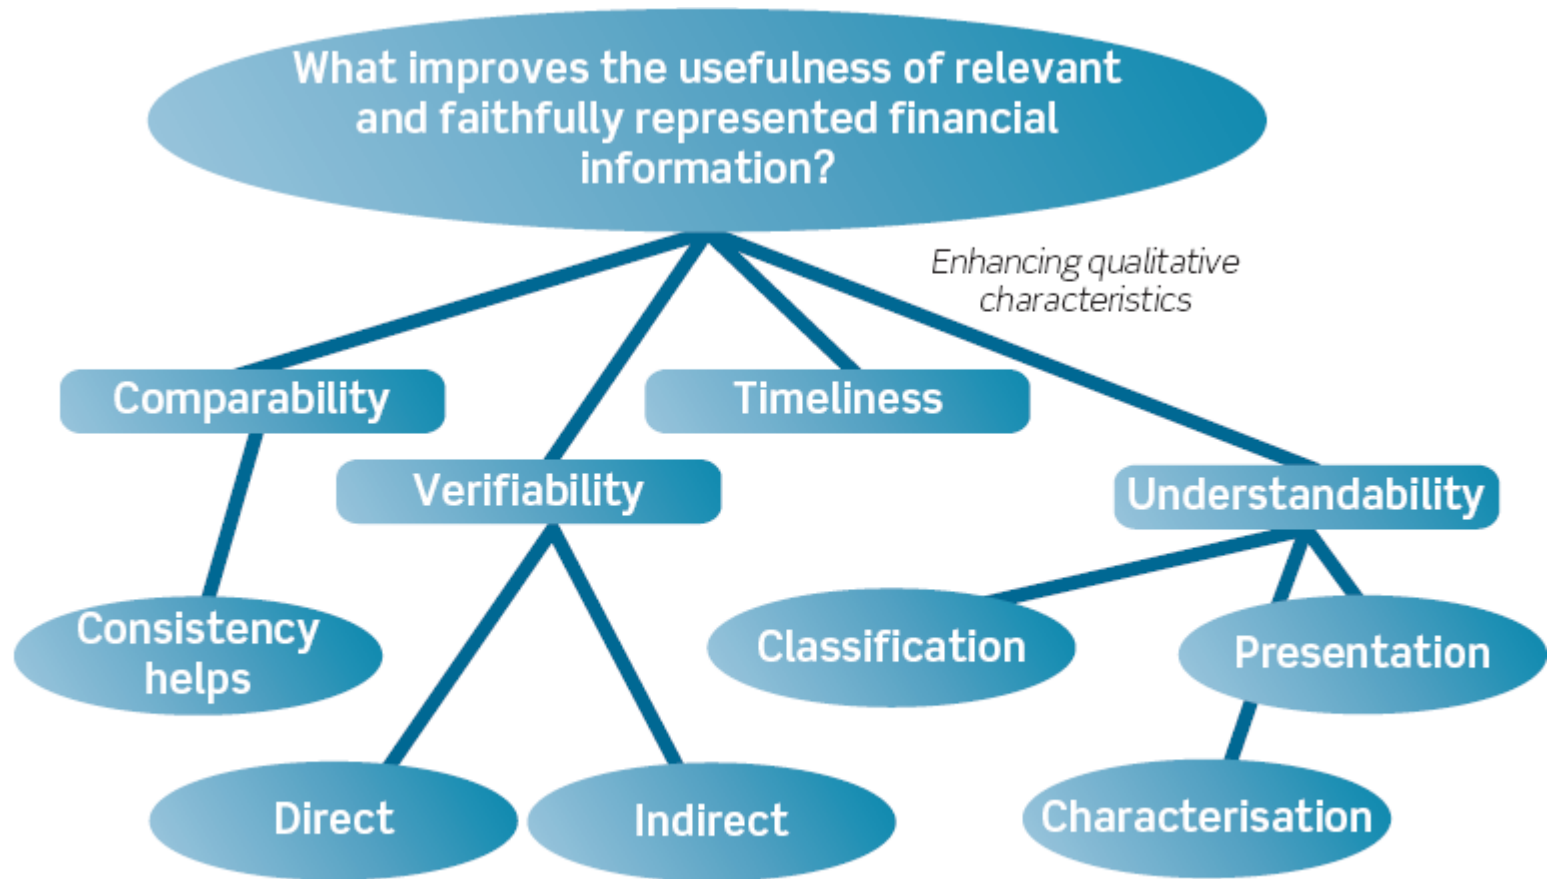 What improves the usefulness of relevant
and faithfully represented financial
information?
Enhancing qualitative
characteristics
Comparability
Timeliness
Verifiability
Understandability
Consistency
helps
Classification
Presentation
Direct
Indirect
Characterisation